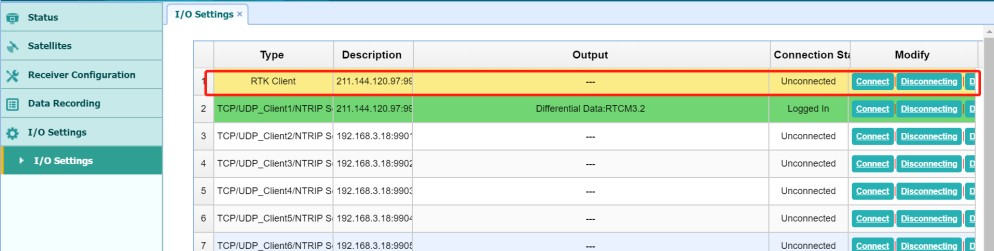 Status
Satellites
Receiver Configuration
Data Recording
I/O Settings
I/O Settings
I/O Settings ×
Type Description Output Connection Sta Modify
1 RTK Client 211.144.120.97:99 --- Unconnected Connect Disconnecting D
2 TCP/UDP_Client1/NTRIP S 211.144.120.97:99 Differential Data:RTCM3.2 Logged In Connect Disconnecting D
3 TCP/UDP_Client2/NTRIP S 192.168.3.18:9901 --- Unconnected Connect Disconnecting D
4 TCP/UDP_Client3/NTRIP S 192.168.3.18:9902 --- Unconnected Connect Disconnecting D
5 TCP/UDP_Client4/NTRIP S 192.168.3.18:9903 --- Unconnected Connect Disconnecting D
6 TCP/UDP_Client5/NTRIP S 192.168.3.18:9904 --- Unconnected Connect Disconnecting D
7 TCP/UDP_Client6/NTRIP S 192.168.3.18:9905 --- Unconnected Connect Disconnecting D